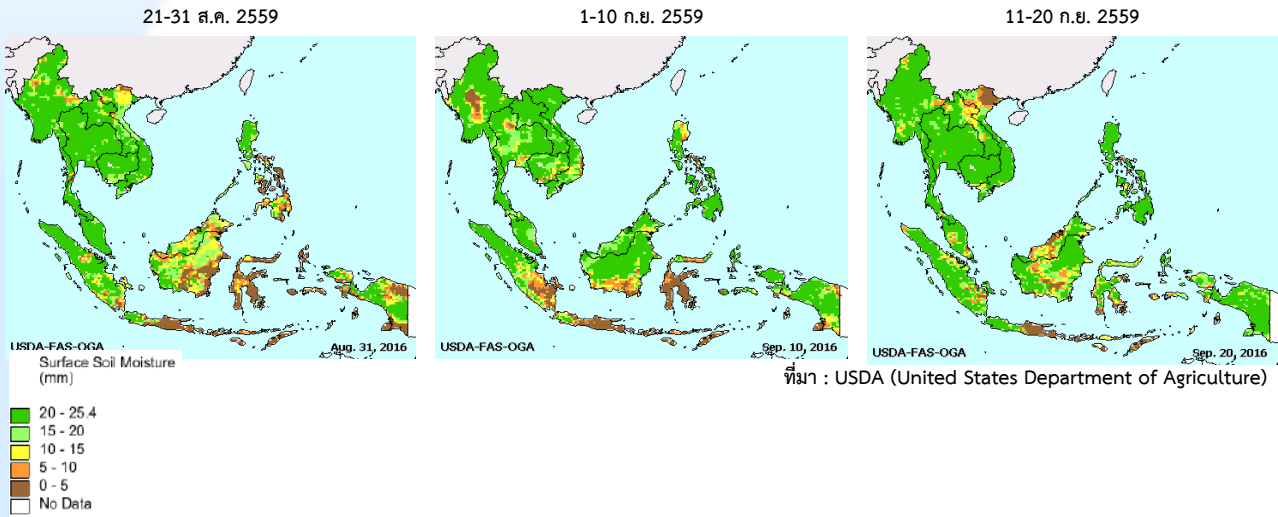 21-31 ส.ค. 2559
1-10 ก.ย. 2559
11-20 ก.ย. 2559
USDA-FAS-OGA
Aug. 31, 2016
USDA-FAS-OGA
Sep. 10, 2016
USDA-FAS-OGA
Sep. 20, 2016
ที่มา : USDA (United States Department of Agriculture)
Surface Soil Moisture
(mm)
20 - 25.4
15 - 20
10 - 15
5 - 10
0 - 5
No Data